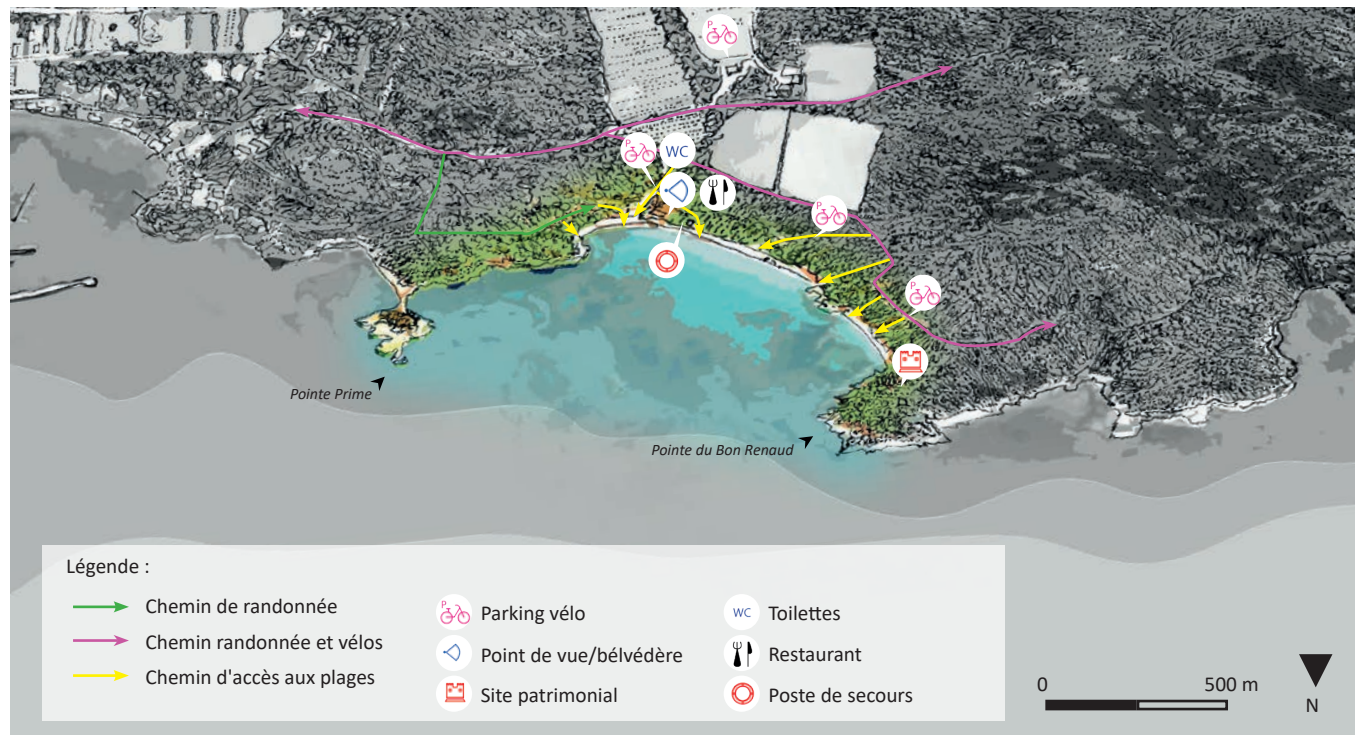 P
P
WC
P
P
Pointe Prime
Pointe du Bon Renaud
Légende :
Chemin de randonnée
Chemin randonnée et vélos
Chemin d'accès aux plages
P
Parking vélo
Point de vue/bélvédère
Site patrimonial
WC
Toilettes
Restaurant
Poste de secours
0
500 m
N